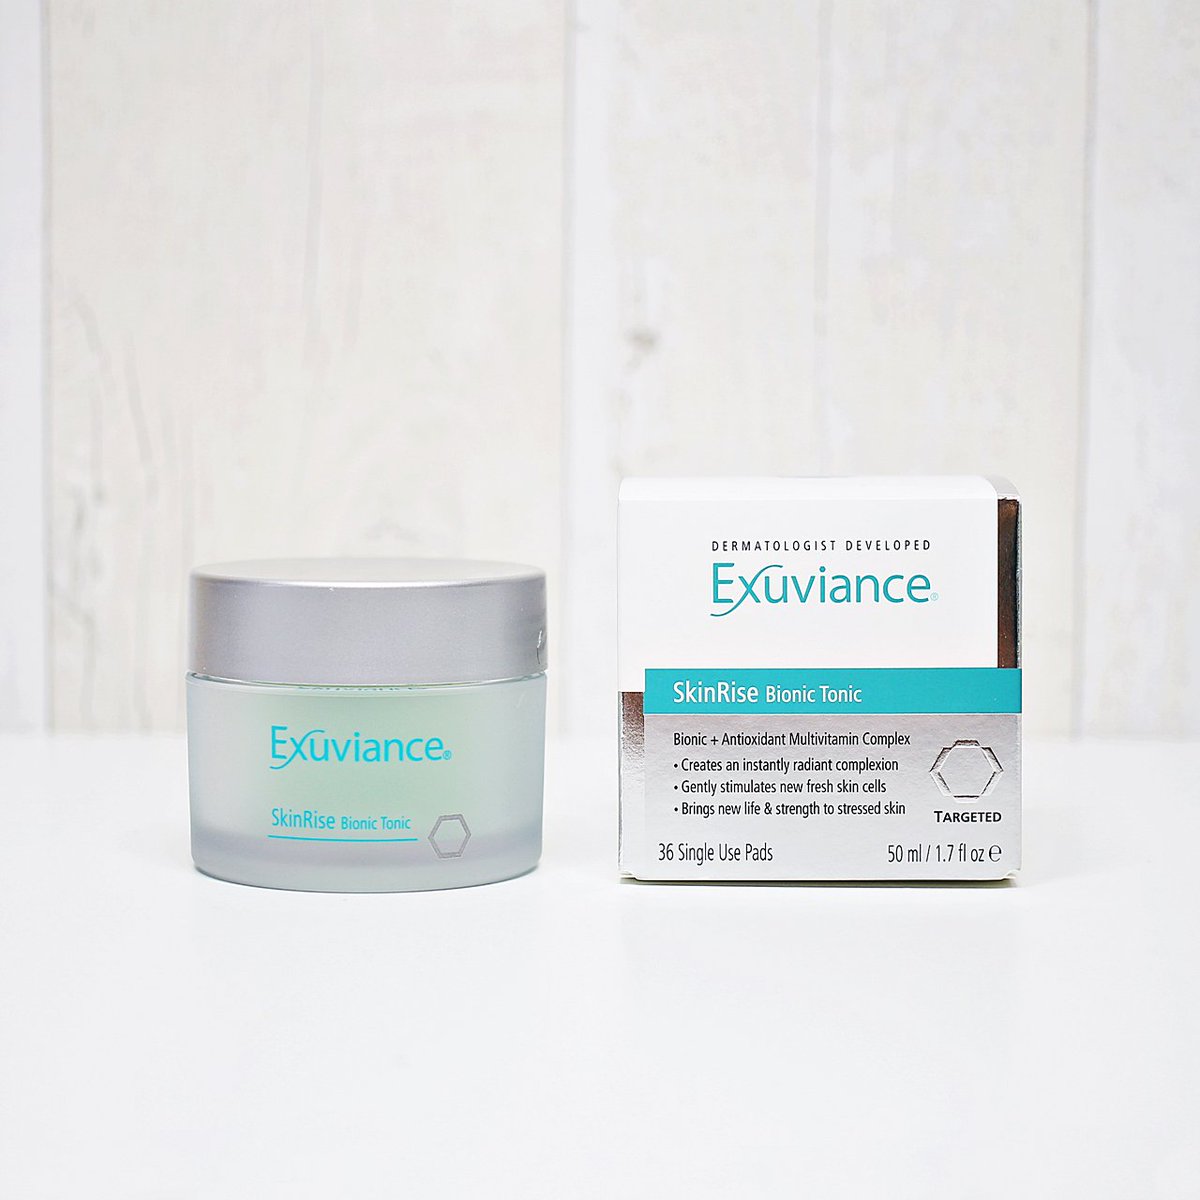 Exuviance®
SkinRise Bionic Tonic
DERMATOLOGIST DEVELOPED
Exuviance®
SkinRise Bionic Tonic
Bionic + Antioxidant Multivitamin Complex
• Creates an instantly radiant complexion
• Gently stimulates new fresh skin cells
• Brings new life & strength to stressed skin
TARGETED
36 Single Use Pads
50 ml / 1.7 fl oz ℮